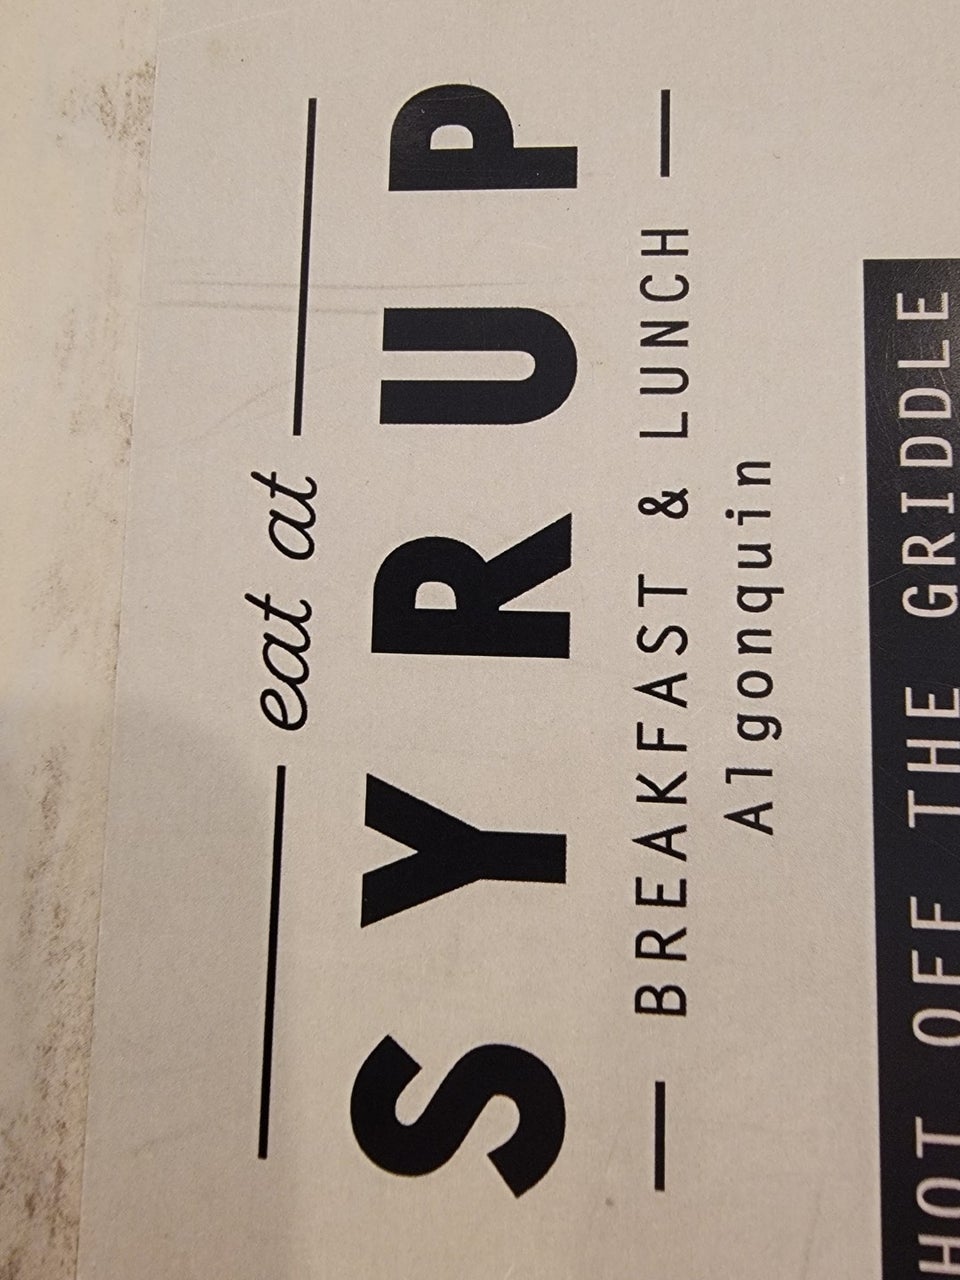 eat at
SYRUP
BREAKFAST & LUNCH
Algonquin
HOT OFF THE GRIDDLE